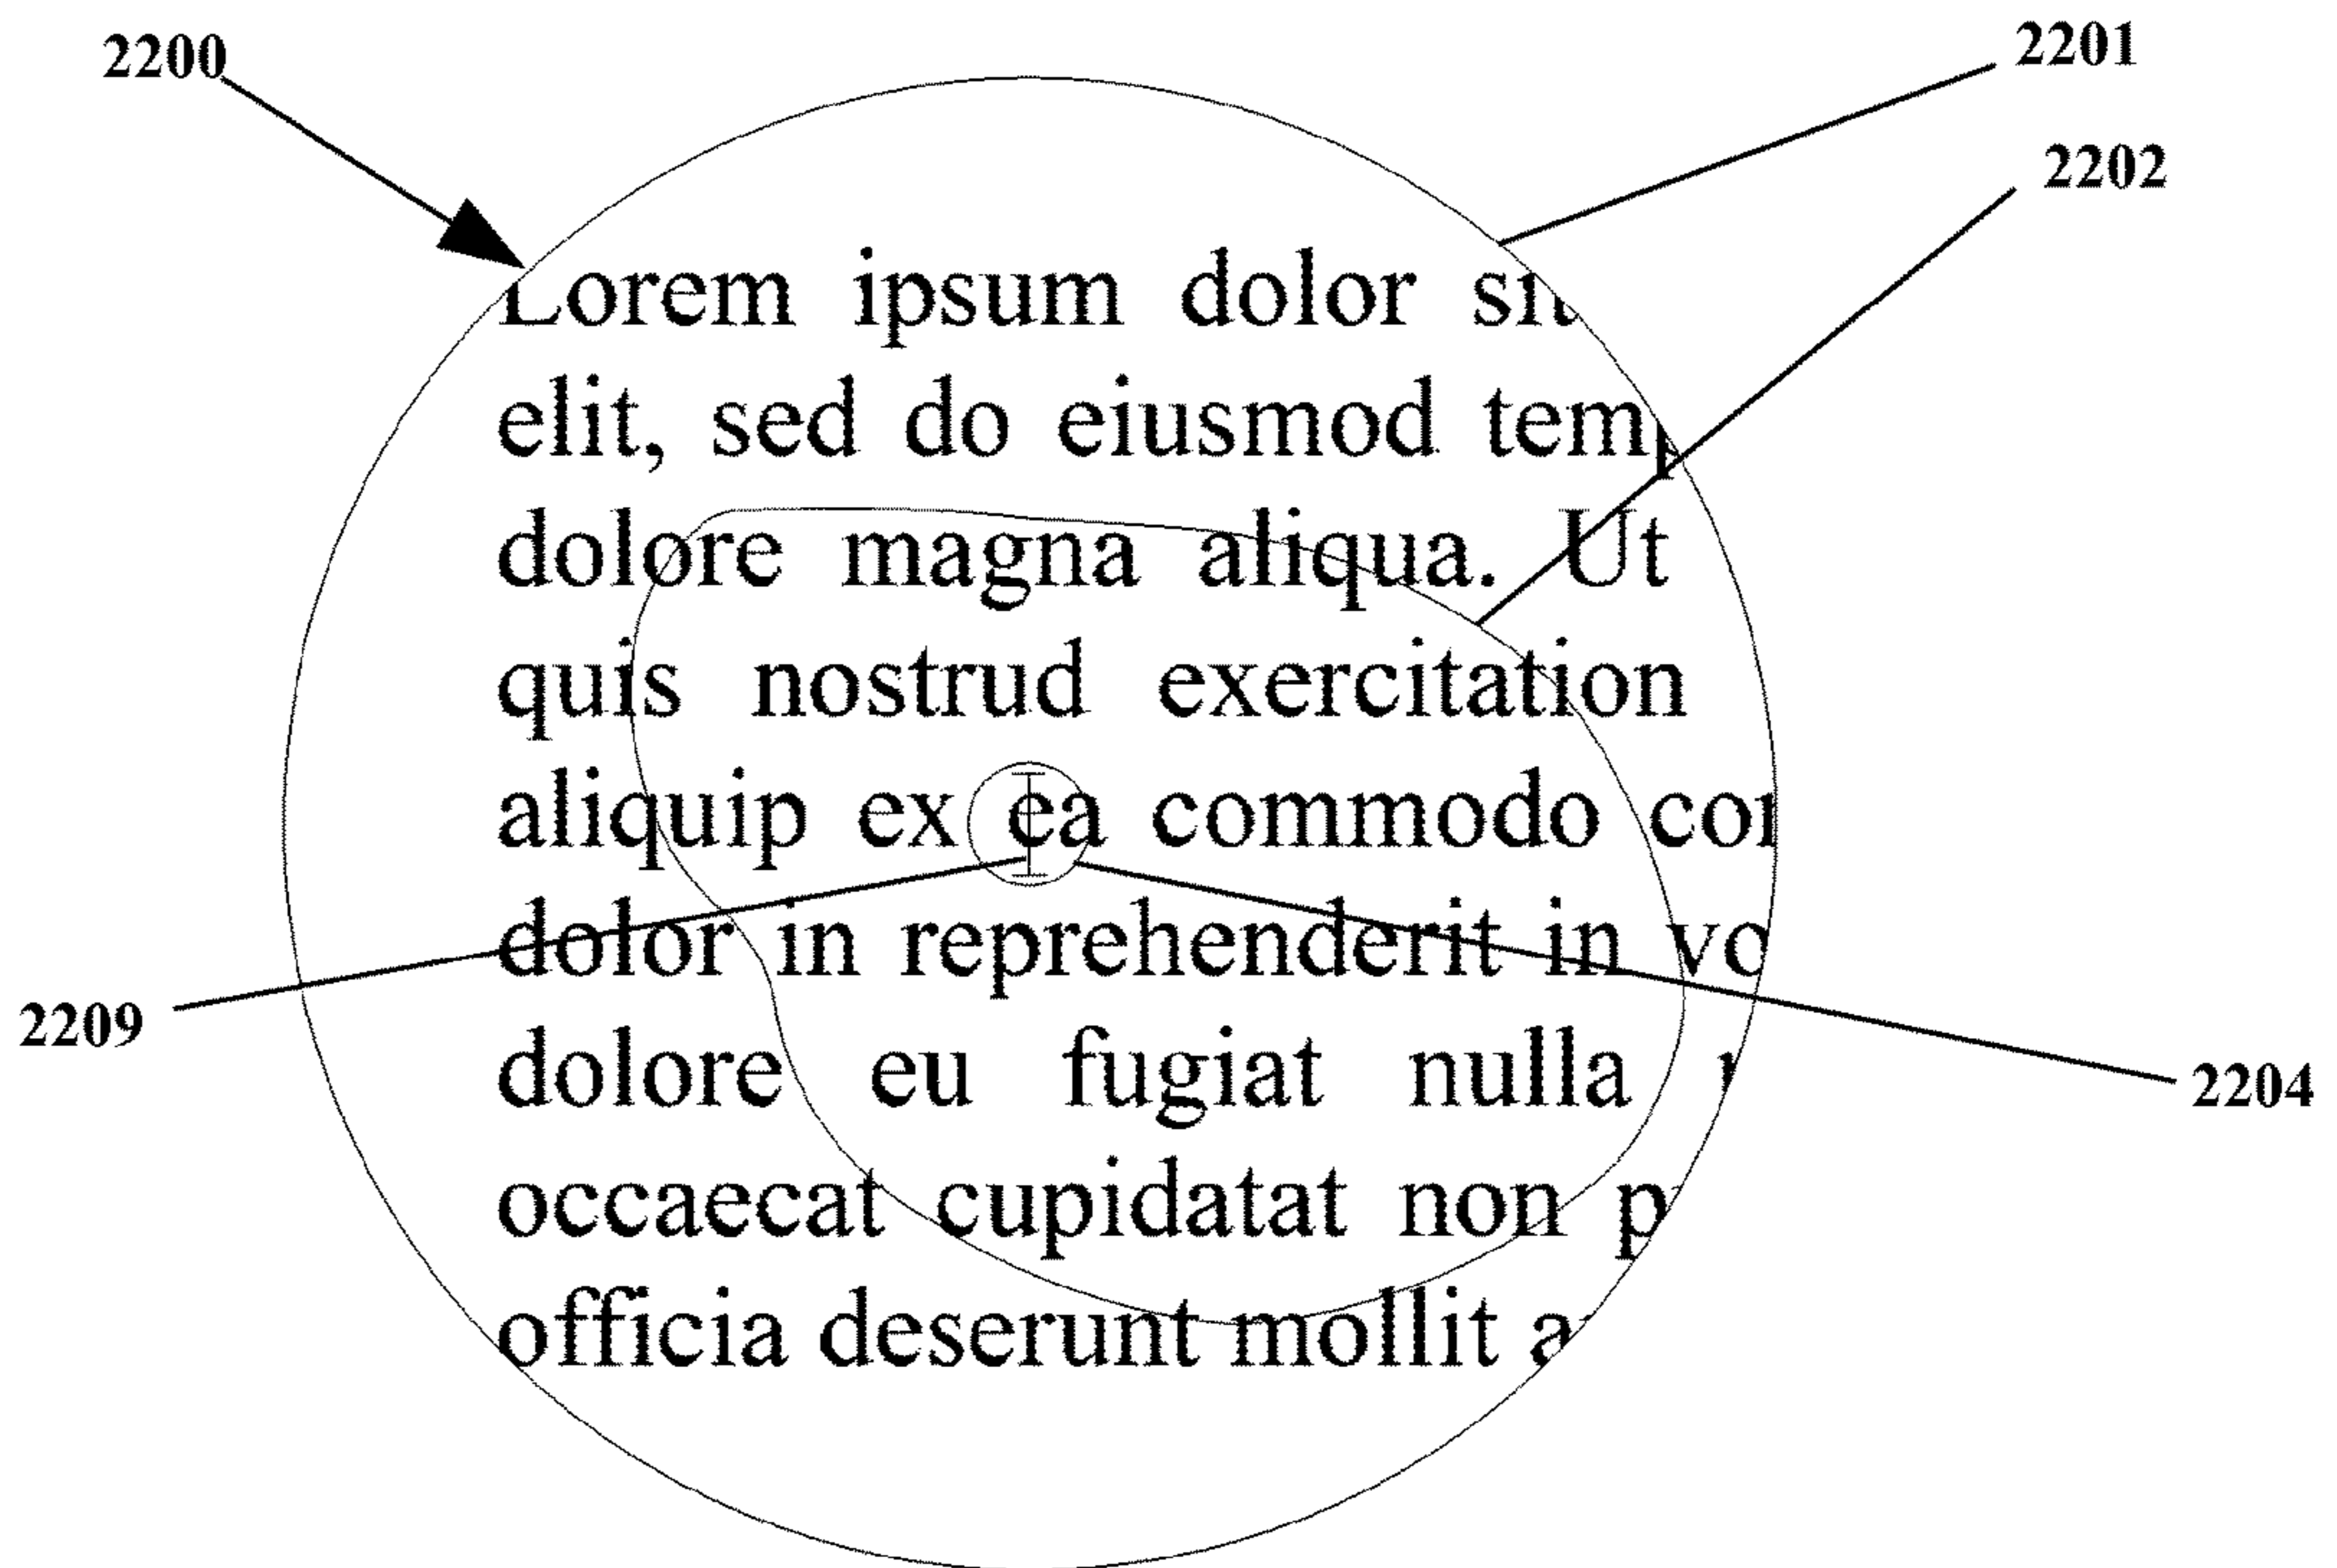 2200
2201
2202
Lorem ipsum dolor sit
elit, sed do eiusmod temp
dolore magna aliqua. Ut
quis nostrud exercitation
aliquip ex ea commodo
dolor in reprehenderit in vo
2209
dolore eu fugiat nulla
2204
occaecat cupidatat non p
officia deserunt mollit a